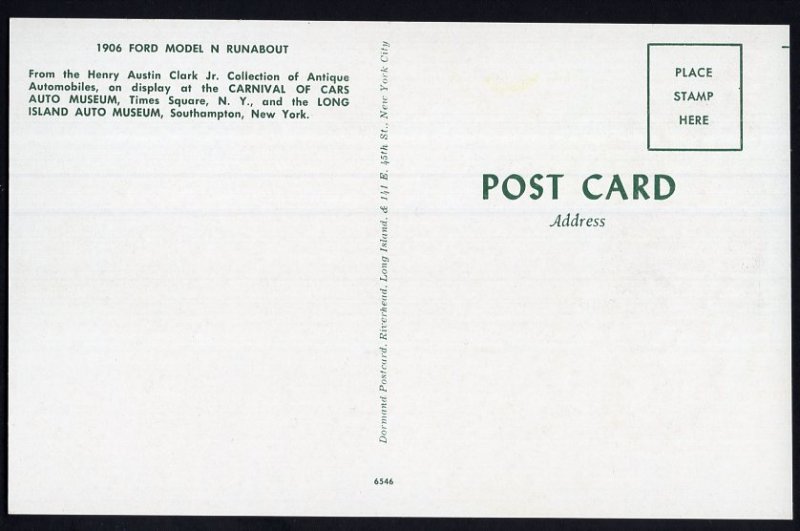 1906 FORD MODEL N RUNABOUT
From the Henry Austin Clark Jr. Collection of Antique
Automobiles, on display at the CARNIVAL OF CARS
AUTO MUSEUM, Times Square, N. Y., and the LONG
ISLAND AUTO MUSEUM, Southampton, New York.
Dormand Postcard, Riverhead, Long Island, & 141 E. 45th St., New York City
6546
PLACE
STAMP
HERE
POST CARD
Address